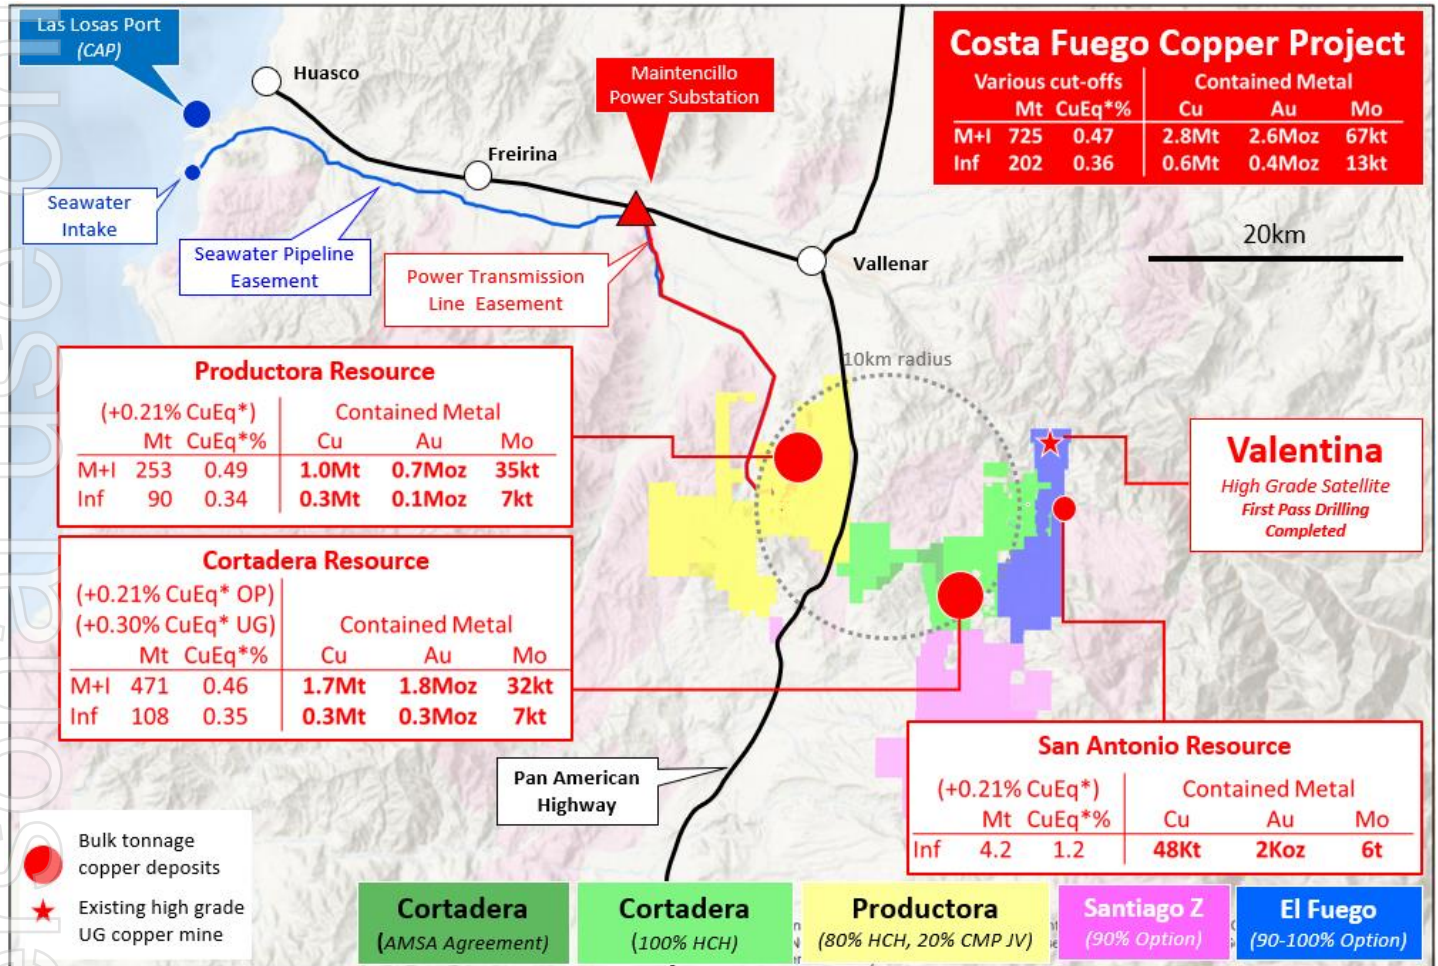 Las Losas Port
(CAP)
Huasco
Maintencillo
Power Substation
Costa Fuego Copper Project
Various cut-offs Contained Metal
Mt CuEq*% Cu Au Mo
M+I 725 0.47 2.8Mt 2.6Moz 67kt
Inf 202 0.36 0.6Mt 0.4Moz 13kt
Freirina
Seawater
Intake
Seawater Pipeline
Easement
Power Transmission
Line Easement
Vallenar
20km
10km radius
Productora Resource
(+0.21% CuEq*) Contained Metal
Mt CuEq*% Cu Au Mo
M+I 253 0.49 1.0Mt 0.7Moz 35kt
Inf 90 0.34 0.3Mt 0.1Moz 7kt
Valentina
High Grade Satellite
First Pass Drilling
Completed
Cortadera Resource
(+0.21% CuEq* OP)
(+0.30% CuEq* UG) Contained Metal
Mt CuEq*% Cu Au Mo
M+I 471 0.46 1.7Mt 1.8Moz 32kt
Inf 108 0.35 0.3Mt 0.3Moz 7kt
Pan American
Highway
San Antonio Resource
(+0.21% CuEq*) Contained Metal
Mt CuEq*% Cu Au Mo
Inf 4.2 1.2 48Kt 2Koz 6t
Bulk tonnage
copper deposits
Existing high grade
UG copper mine
Cortadera
(AMSA Agreement)
Cortadera
(100% HCH)
Productora
(80% HCH, 20% CMP JV)
Santiago Z
(90% Option)
El Fuego
(90-100% Option)